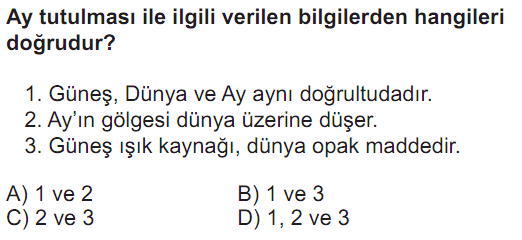 Ay tutulması ile ilgili verilen bilgilerden hangileri
doğrudur?
1. Güneş, Dünya ve Ay aynı doğrultudadır.
2. Ay'ın gölgesi dünya üzerine düşer.
3. Güneş ışık kaynağı, dünya opak maddedir.
A) 1 ve 2 B) 1 ve 3
C) 2 ve 3 D) 1, 2 ve 3